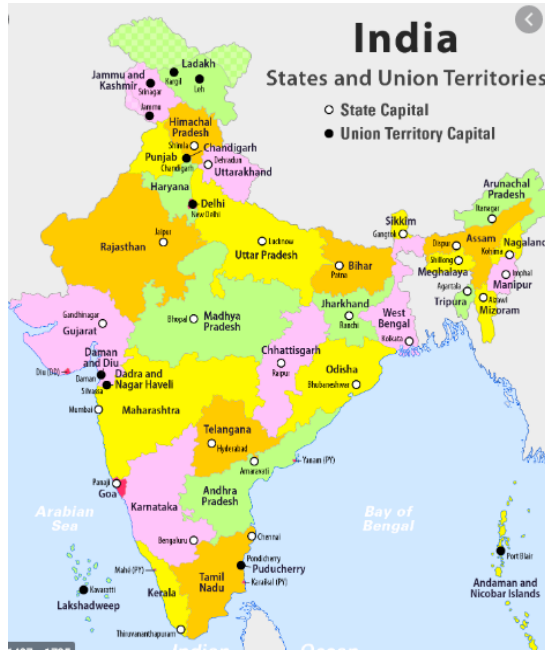 India
States and Union Territories
State Capital
Union Territory Capital
Ladakh
Kargil
Leh
Jammu and
Kashmir
Srinagar
Jammu
Himachal
Pradesh
Shimla
Chandigarh
Punjab
Chandigarh
Dehradun
Uttarakhand
Haryana
Delhi
New Delhi
Arunachal
Pradesh
Itanagar
Sikkim
Gangtok
Assam
Dispur
Nagaland
Kohima
Shillong
Meghalaya
Imphal
Manipur
Agartala
Tripura
Aizawl
Mizoram
Rajasthan
Jaipur
Lucknow
Uttar Pradesh
Bihar
Patna
Gandhinagar
Gujarat
Bhopal
Madhya
Pradesh
Jharkhand
Ranchi
West
Bengal
Kolkata
Chhattisgarh
Raipur
Daman
and Diu
Diu (DD)
Daman
Dadra and
Nagar Haveli
Silvassa
Odisha
Bhubaneshwar
Mumbai
Maharashtra
Telangana
Hyderabad
Yanam (PY)
Amaravati
Andhra
Pradesh
Panaji
Goa
Karnataka
Arabian
Sea
Bay of
Bengal
Bengaluru
Chennai
Port Blair
Andaman and
Nicobar Islands
Mahé (PY)
Pondicherry
Puducherry
Karaikal (PY)
Tamil
Nadu
Kerala
Kavaratti
Lakshadweep
Thiruvananthapuram
Indian
Ocean